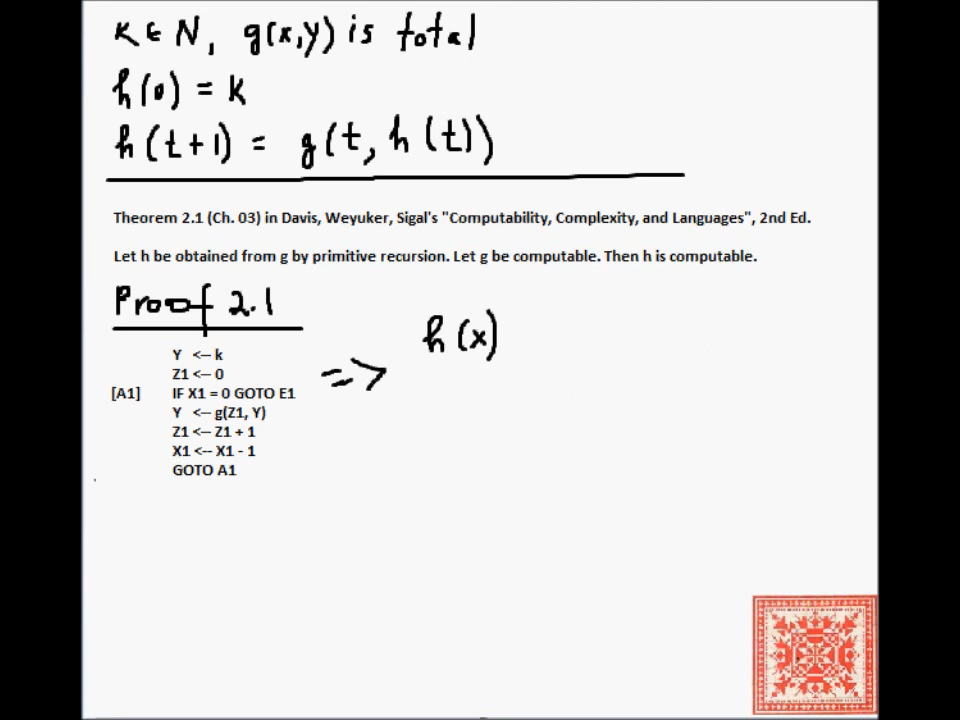 k ∈ N, g(x,y) is total
h(0) = k
h(t+1) = g(t, h(t))
Theorem 2.1 (Ch. 03) in Davis, Weyuker, Sigal's "Computability, Complexity, and Languages", 2nd Ed.
Let h be obtained from g by primitive recursion. Let g be computable. Then h is computable.
Proof 2.1
Y <-- k
Z1 <-- 0
[A1] IF X1 = 0 GOTO E1
Y <-- g(Z1, Y)
Z1 <-- Z1 + 1
X1 <-- X1 - 1
GOTO A1
=> h(x)